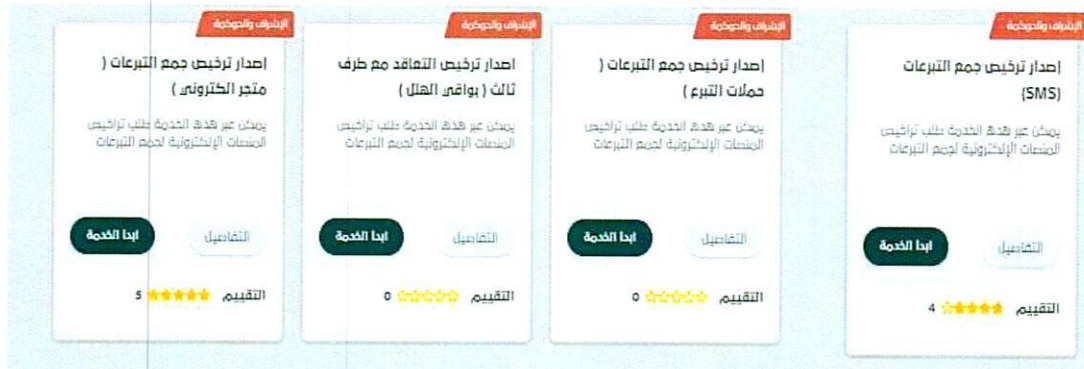 الإشراف والحوكمة
إصدار ترخيص جمع التبرعات
(SMS)
يمكن عبر هذه الخدمة طلب تراخيص
المنصات الإلكترونية لجمع التبرعات
التفاصيل
ابدأ الخدمة
التقييم 4
الإشراف والحوكمة
إصدار ترخيص جمع التبرعات (
حملات التبرع )
يمكن عبر هذه الخدمة طلب تراخيص
المنصات الإلكترونية لجمع التبرعات
التفاصيل
ابدأ الخدمة
التقييم 0
الإشراف والحوكمة
اصدار ترخيص التعاقد مع طرف
ثالث ( بواقي الهلل )
يمكن عبر هذه الخدمة طلب تراخيص
المنصات الإلكترونية لجمع التبرعات
التفاصيل
ابدأ الخدمة
التقييم 0
الإشراف والحوكمة
إصدار ترخيص جمع التبرعات (
متجر الكتروني )
يمكن عبر هذه الخدمة طلب تراخيص
المنصات الإلكترونية لجمع التبرعات
التفاصيل
ابدأ الخدمة
التقييم 5